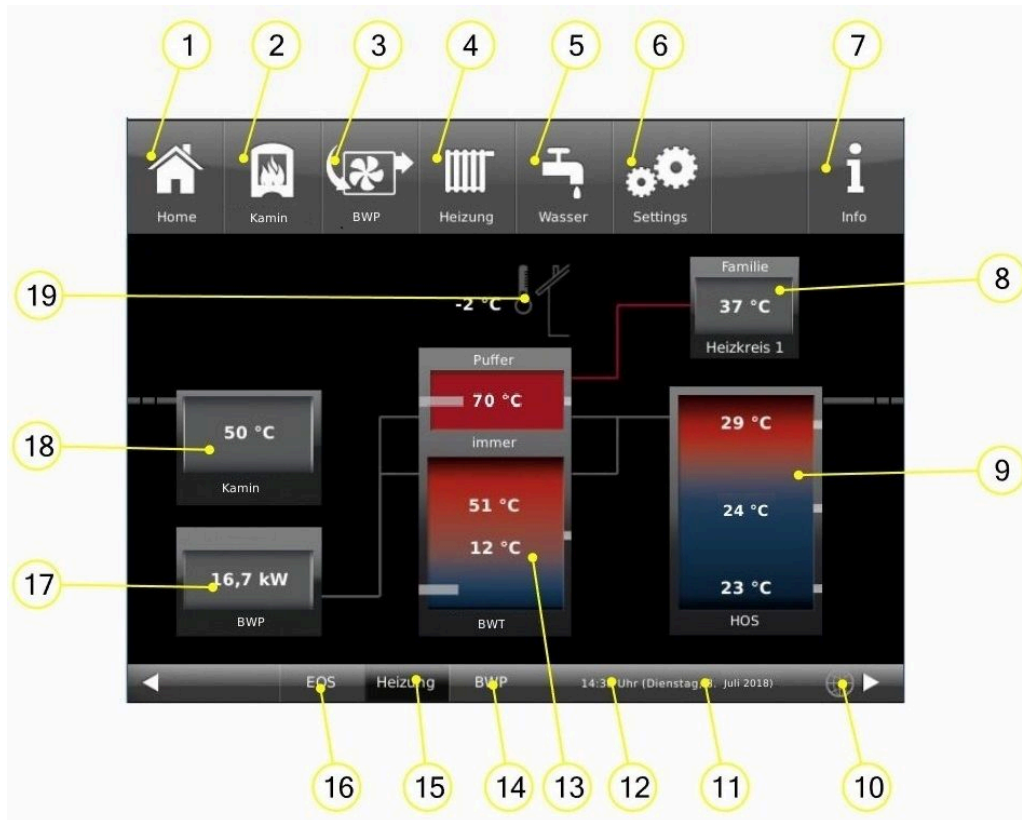 1 2 3 4 5 6 7
Home Kamin BWP Heizung Wasser Settings Info
19
-2 °C
Familie
37 °C
Heizkreis 1
8
Puffer
70 °C
immer
18
50 °C
Kamin
29 °C
9
51 °C
24 °C
12 °C
17
16,7 kW
BWP
BWT
23 °C
HOS
EOS Heizung BWP Uhr (Dienstag, Juli 2018)
16 15 14 13 12 11 10